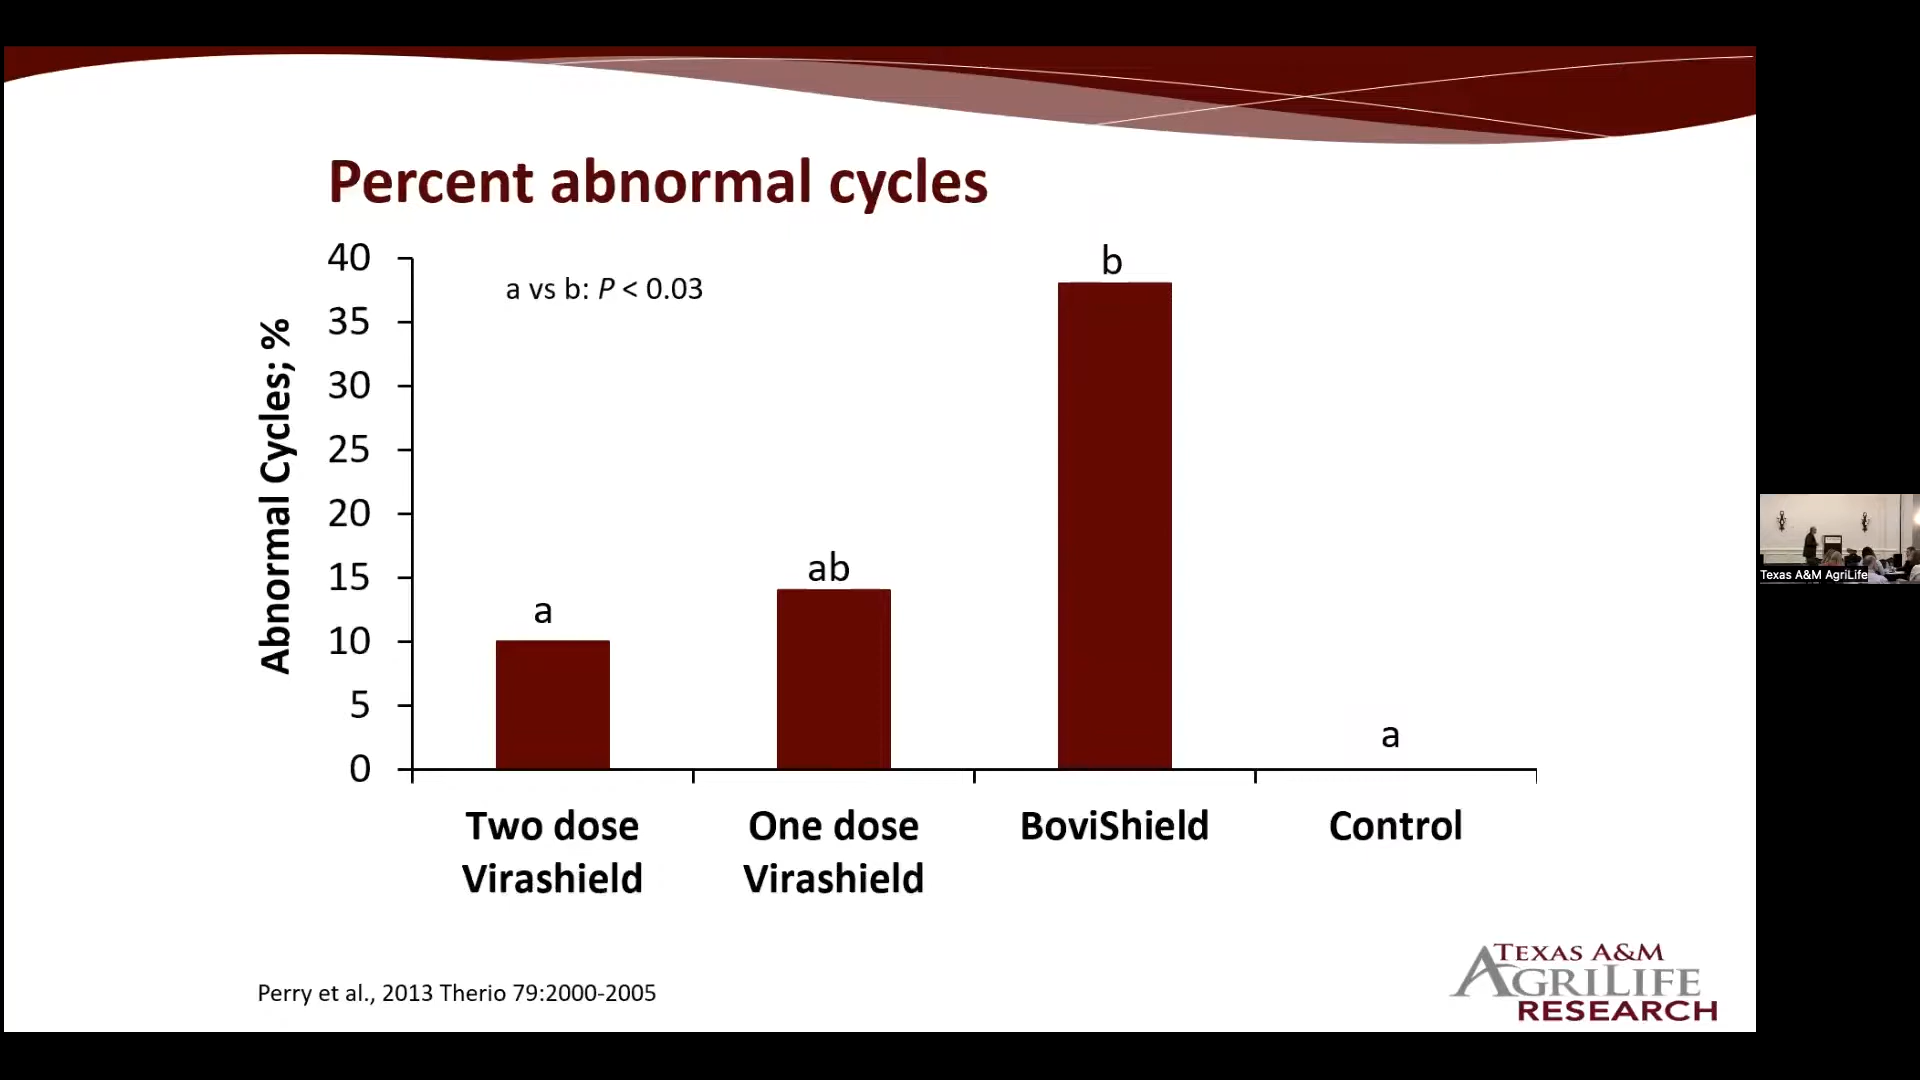 Percent abnormal cycles
40
35
30
25
20
15
10
5
0
Abnormal Cycles; %
a vs b: P < 0.03
a
ab
b
a
Two dose
Virashield
One dose
Virashield
BoviShield
Control
Perry et al., 2013 Therio 79:2000-2005
TEXAS A&M
AGRILIFE
RESEARCH
Texas A&M AgriLife